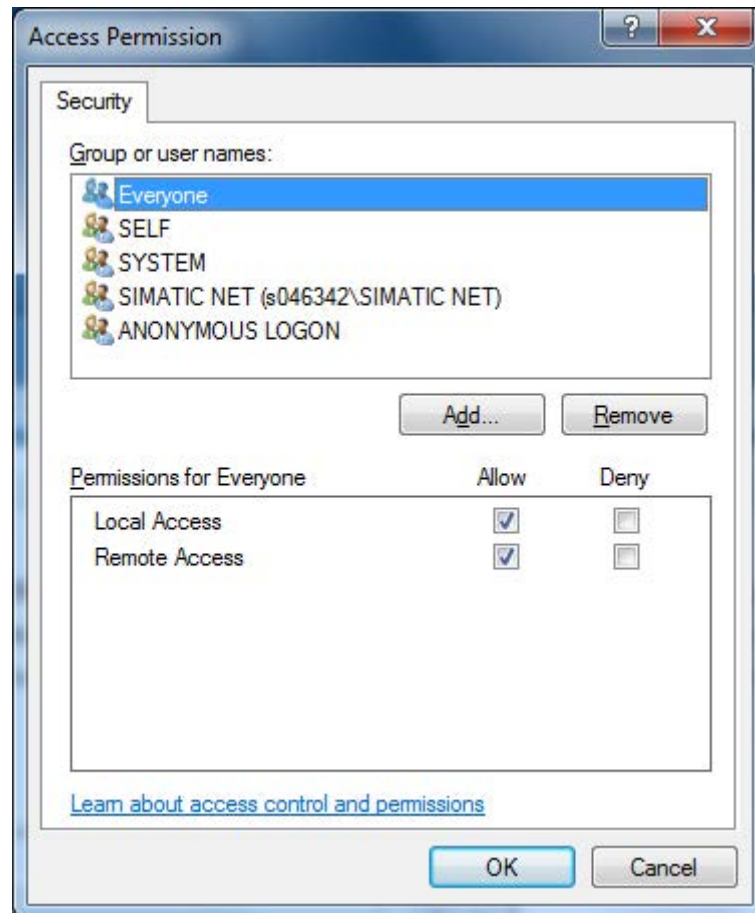 Access Permission
Security
Group or user names:
Everyone
SELF
SYSTEM
SIMATIC NET (s046342\SIMATIC NET)
ANONYMOUS LOGON
Add... Remove
Permissions for Everyone Allow Deny
Local Access
Remote Access
Learn about access control and permissions
OK Cancel